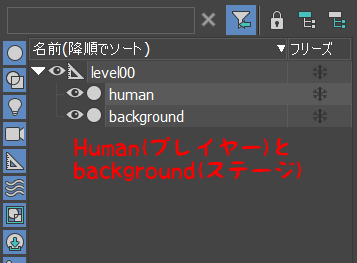 名前(降順でソート)
フリーズ
level00
human
background
Human(プレイヤー)と
background(ステージ)